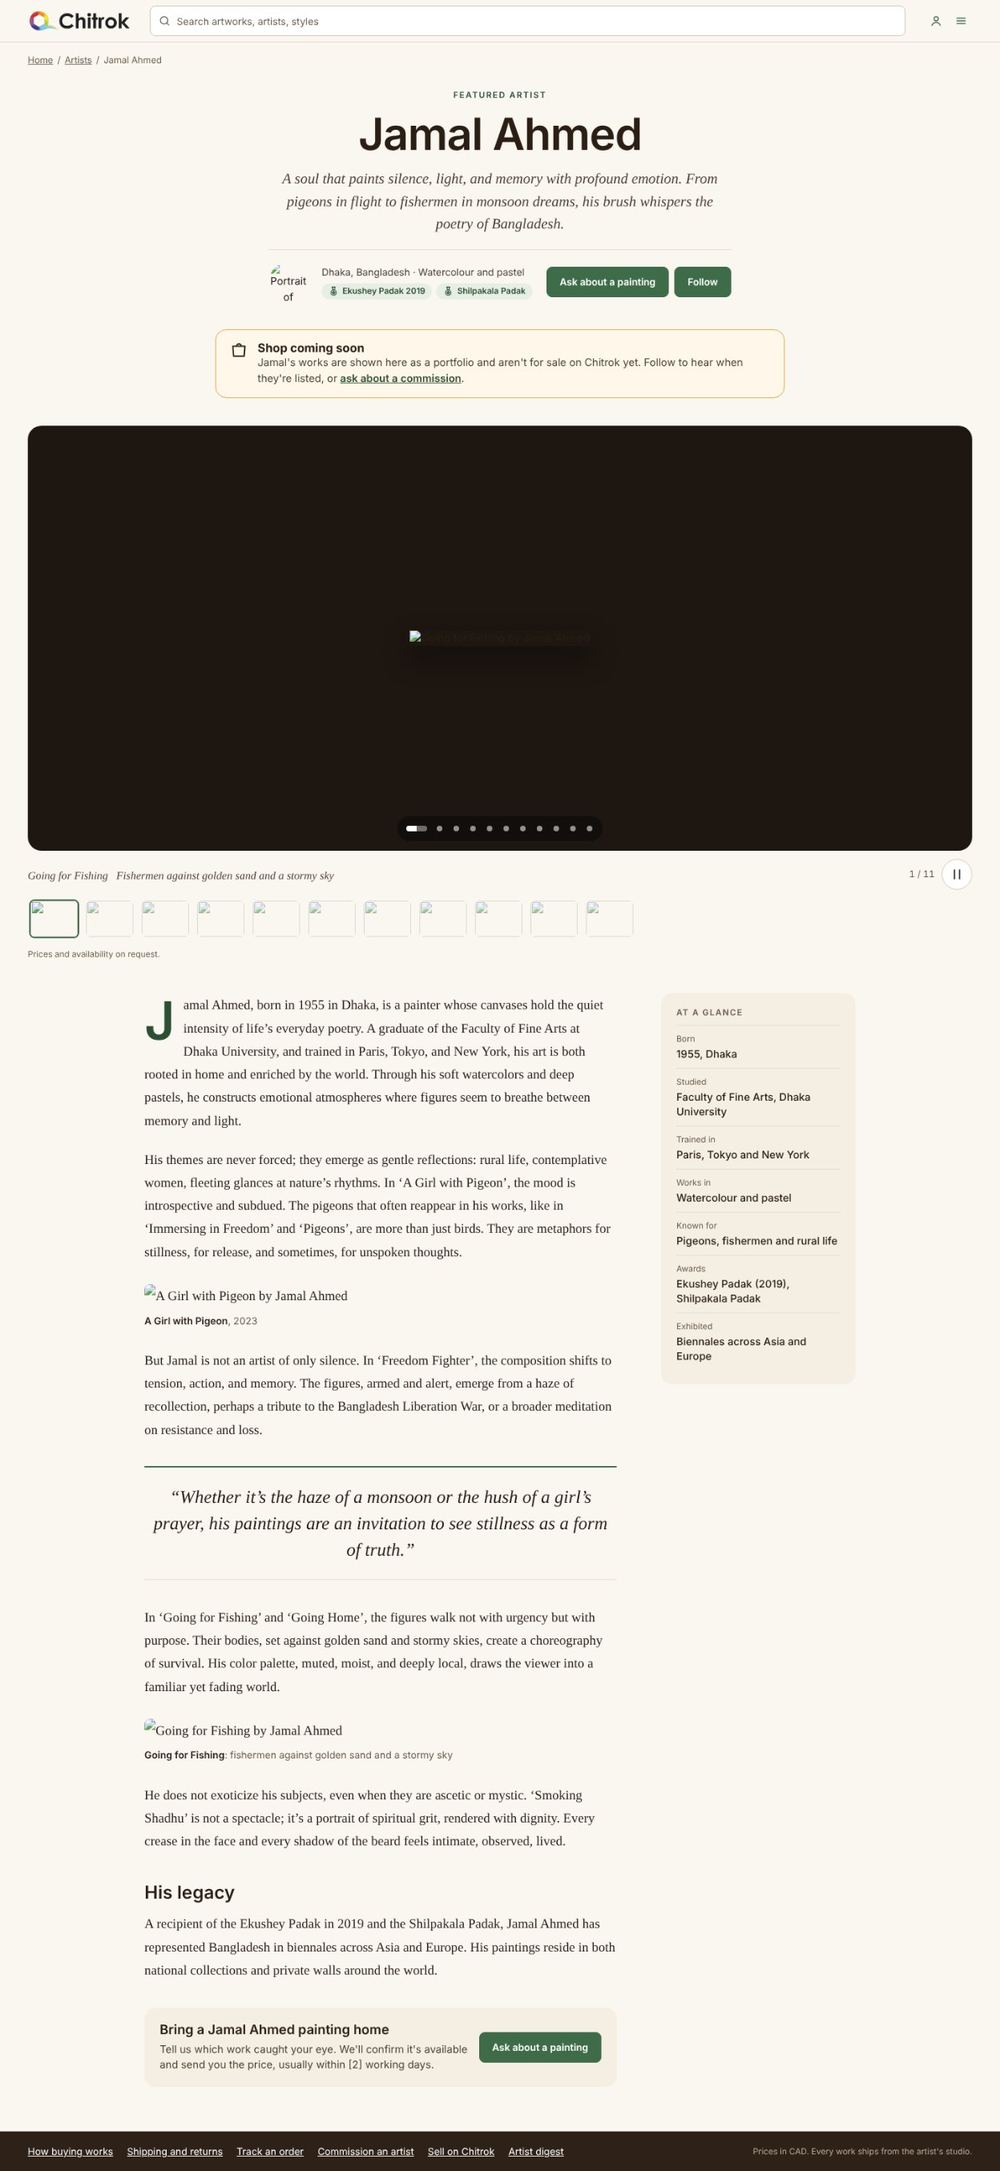 Chitrok
Search artworks, artists, styles
Home / Artists / Jamal Ahmed
FEATURED ARTIST
Jamal Ahmed
A soul that paints silence, light, and memory with profound emotion. From
pigeons in flight to fishermen in monsoon dreams, his brush whispers the
poetry of Bangladesh.
Portrait
of
Dhaka, Bangladesh · Watercolour and pastel
Ekushey Padak 2019
Shilpakala Padak
Ask about a painting
Follow
Shop coming soon
Jamal's works are shown here as a portfolio and aren't for sale on Chitrok yet. Follow to hear when
they're listed, or ask about a commission.
Going for Fishing by Jamal Ahmed
Going for Fishing Fishermen against golden sand and a stormy sky
1 / 11
Prices and availability on request.
Jamal Ahmed, born in 1955 in Dhaka, is a painter whose canvases hold the quiet
intensity of life’s everyday poetry. A graduate of the Faculty of Fine Arts at
Dhaka University, and trained in Paris, Tokyo, and New York, his art is both
rooted in home and enriched by the world. Through his soft watercolors and deep
pastels, he constructs emotional atmospheres where figures seem to breathe between
memory and light.
His themes are never forced; they emerge as gentle reflections: rural life, contemplative
women, fleeting glances at nature’s rhythms. In ‘A Girl with Pigeon’, the mood is
introspective and subdued. The pigeons that often reappear in his works, like in
‘Immersing in Freedom’ and ‘Pigeons’, are more than just birds. They are metaphors for
stillness, for release, and sometimes, for unspoken thoughts.
A Girl with Pigeon by Jamal Ahmed
A Girl with Pigeon, 2023
But Jamal is not an artist of only silence. In ‘Freedom Fighter’, the composition shifts to
tension, action, and memory. The figures, armed and alert, emerge from a haze of
recollection, perhaps a tribute to the Bangladesh Liberation War, or a broader meditation
on resistance and loss.
“Whether it’s the haze of a monsoon or the hush of a girl’s
prayer, his paintings are an invitation to see stillness as a form
of truth.”
In ‘Going for Fishing’ and ‘Going Home’, the figures walk not with urgency but with
purpose. Their bodies, set against golden sand and stormy skies, create a choreography
of survival. His color palette, muted, moist, and deeply local, draws the viewer into a
familiar yet fading world.
Going for Fishing by Jamal Ahmed
Going for Fishing: fishermen against golden sand and a stormy sky
He does not exoticize his subjects, even when they are ascetic or mystic. ‘Smoking
Shadhu’ is not a spectacle; it’s a portrait of spiritual grit, rendered with dignity. Every
crease in the face and every shadow of the beard feels intimate, observed, lived.
His legacy
A recipient of the Ekushey Padak in 2019 and the Shilpakala Padak, Jamal Ahmed has
represented Bangladesh in biennales across Asia and Europe. His paintings reside in both
national collections and private walls around the world.
Bring a Jamal Ahmed painting home
Tell us which work caught your eye. We'll confirm it's available
and send you the price, usually within [2] working days.
Ask about a painting
AT A GLANCE
Born
1955, Dhaka
Studied
Faculty of Fine Arts, Dhaka
University
Trained in
Paris, Tokyo and New York
Works in
Watercolour and pastel
Known for
Pigeons, fishermen and rural life
Awards
Ekushey Padak (2019),
Shilpakala Padak
Exhibited
Biennales across Asia and
Europe
How buying works Shipping and returns Track an order Commission an artist Sell on Chitrok Artist digest
Prices in CAD. Every work ships from the artist's studio.